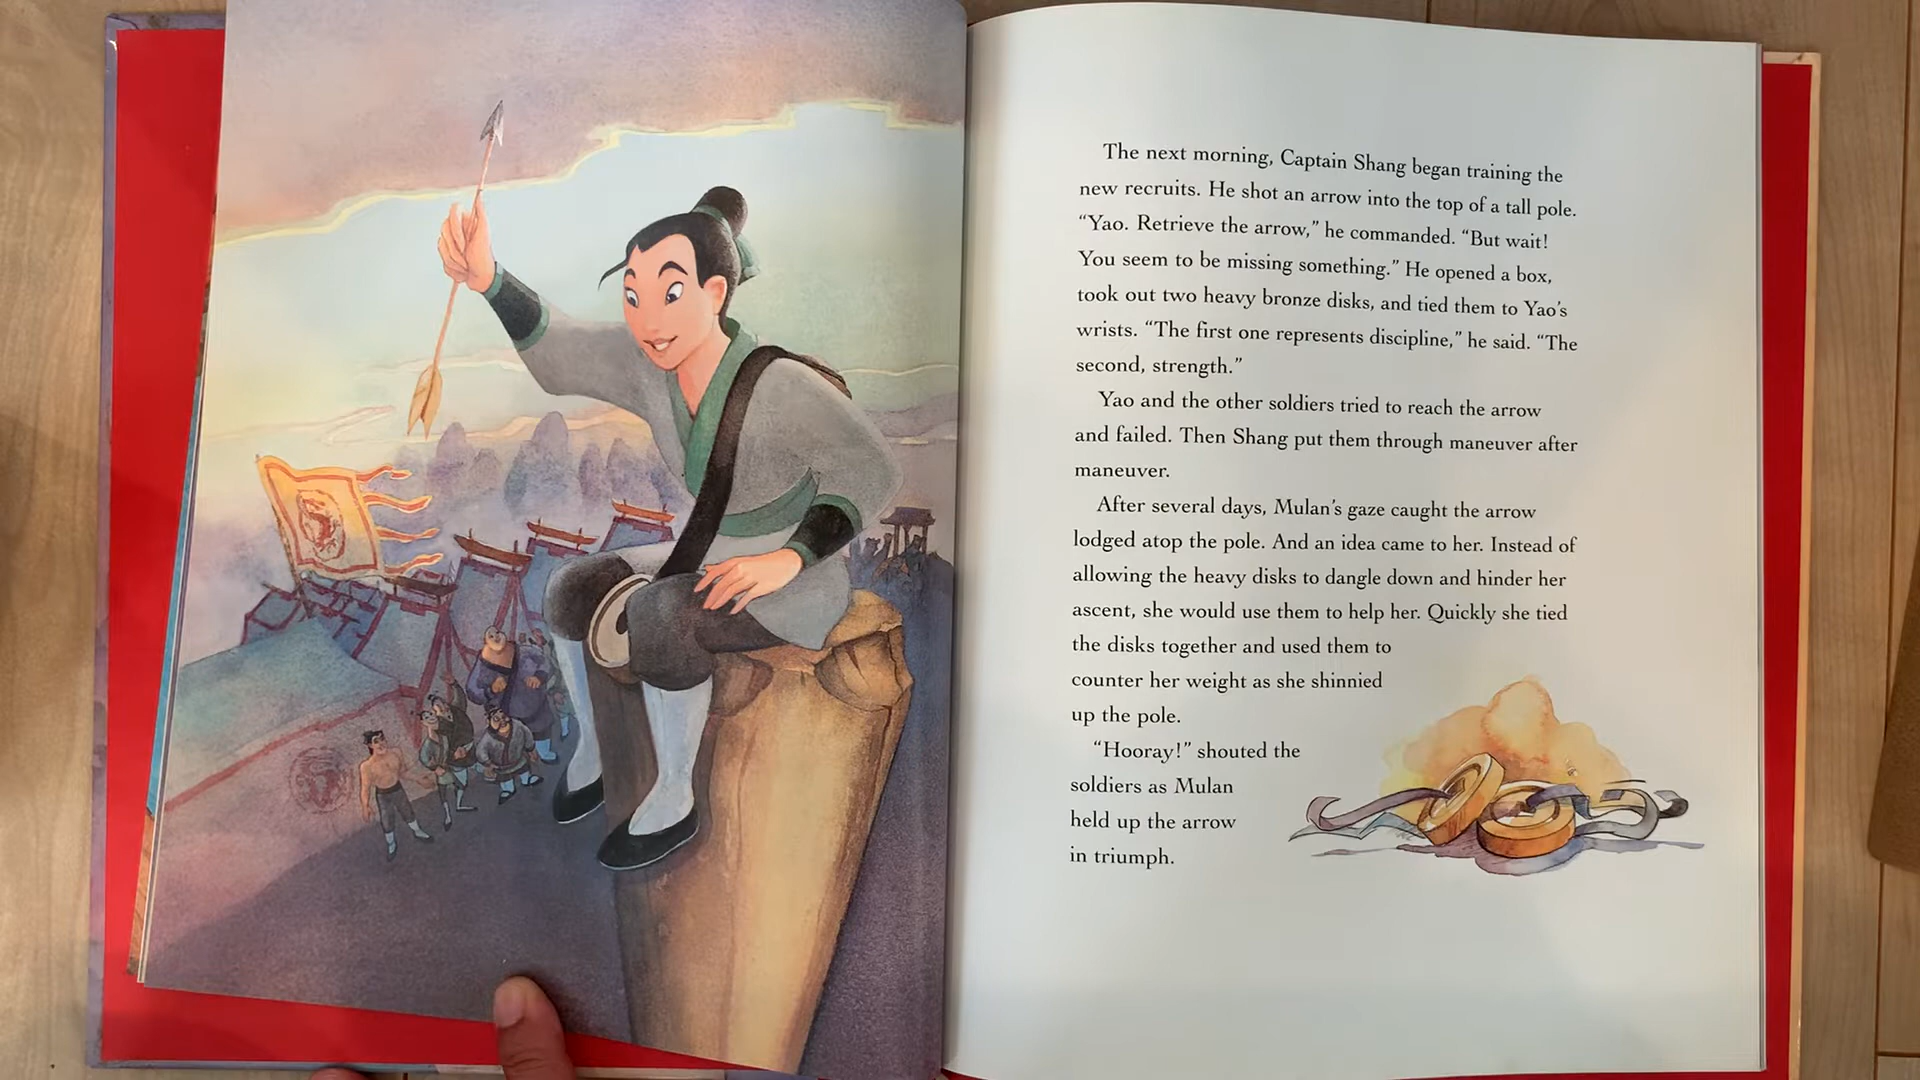 The next morning, Captain Shang began training the
new recruits. He shot an arrow into the top of a tall pole.
“Yao. Retrieve the arrow,” he commanded. “But wait!
You seem to be missing something.” He opened a box,
took out two heavy bronze disks, and tied them to Yao’s
wrists. “The first one represents discipline,” he said. “The
second, strength.”
Yao and the other soldiers tried to reach the arrow
and failed. Then Shang put them through maneuver after
maneuver.
After several days, Mulan’s gaze caught the arrow
lodged atop the pole. And an idea came to her. Instead of
allowing the heavy disks to dangle down and hinder her
ascent, she would use them to help her. Quickly she tied
the disks together and used them to
counter her weight as she shinnied
up the pole.
“Hooray!” shouted the
soldiers as Mulan
held up the arrow
in triumph.